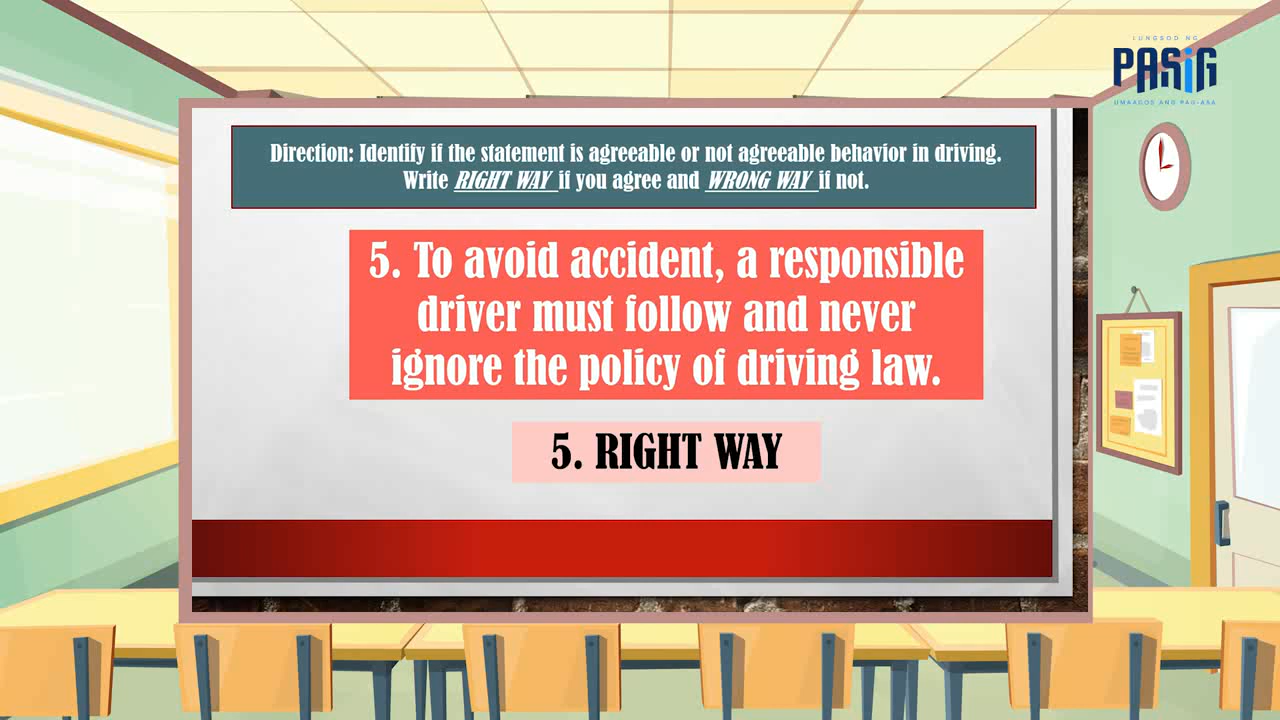 LUNGSOD NG
PASiG
UMAAGOS ANG PAG-ASA
Direction: Identify if the statement is agreeable or not agreeable behavior in driving.
Write RIGHT WAY if you agree and WRONG WAY if not.
5. To avoid accident, a responsible
driver must follow and never
ignore the policy of driving law.
5. RIGHT WAY